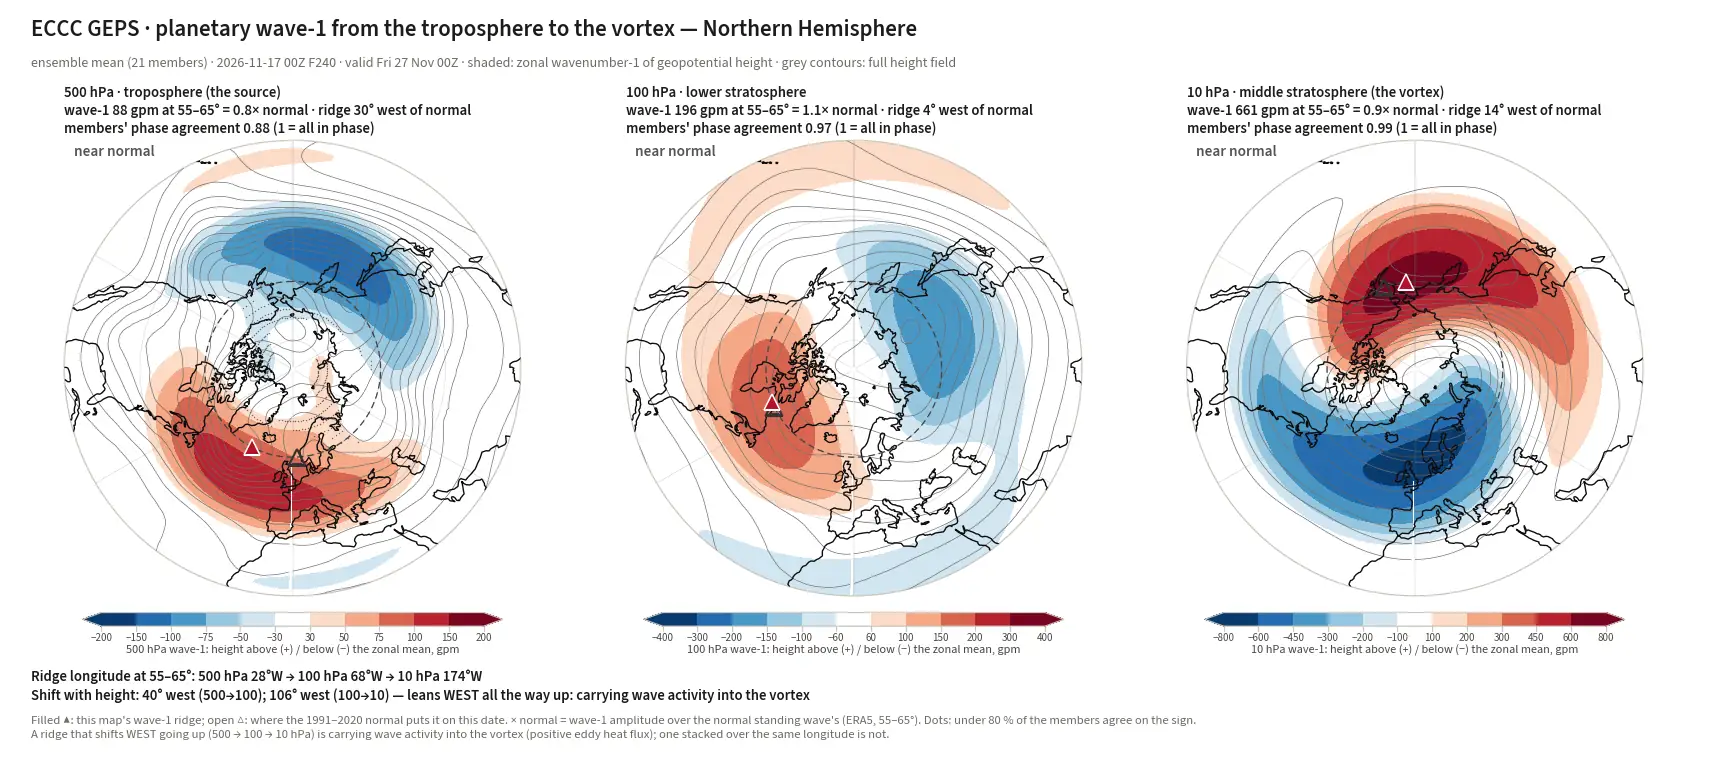 ECCC GEPS · planetary wave-1 from the troposphere to the vortex — Northern Hemisphere
ensemble mean (21 members) · 2026-11-17 00Z F240 · valid Fri 27 Nov 00Z · shaded: zonal wavenumber-1 of geopotential height · grey contours: full height field
500 hPa · troposphere (the source)
wave-1 88 gpm at 55–65° = 0.8× normal · ridge 30° west of normal
members' phase agreement 0.88 (1 = all in phase)
near normal
100 hPa · lower stratosphere
wave-1 196 gpm at 55–65° = 1.1× normal · ridge 4° west of normal
members' phase agreement 0.97 (1 = all in phase)
near normal
10 hPa · middle stratosphere (the vortex)
wave-1 661 gpm at 55–65° = 0.9× normal · ridge 14° west of normal
members' phase agreement 0.99 (1 = all in phase)
near normal
−200 −150 −100 −75 −50 −30 30 50 75 100 150 200
500 hPa wave-1: height above (+) / below (−) the zonal mean, gpm
−400 −300 −200 −150 −100 −60 60 100 150 200 300 400
100 hPa wave-1: height above (+) / below (−) the zonal mean, gpm
−800 −600 −450 −300 −200 −100 100 200 300 450 600 800
10 hPa wave-1: height above (+) / below (−) the zonal mean, gpm
Ridge longitude at 55–65°: 500 hPa 28°W → 100 hPa 68°W → 10 hPa 174°W
Shift with height: 40° west (500→100); 106° west (100→10) — leans WEST all the way up: carrying wave activity into the vortex
Filled ▲: this map's wave-1 ridge; open △: where the 1991–2020 normal puts it on this date. × normal = wave-1 amplitude over the normal standing wave's (ERA5, 55–65°). Dots: under 80 % of the members agree on the sign.
A ridge that shifts WEST going up (500 → 100 → 10 hPa) is carrying wave activity into the vortex (positive eddy heat flux); one stacked over the same longitude is not.